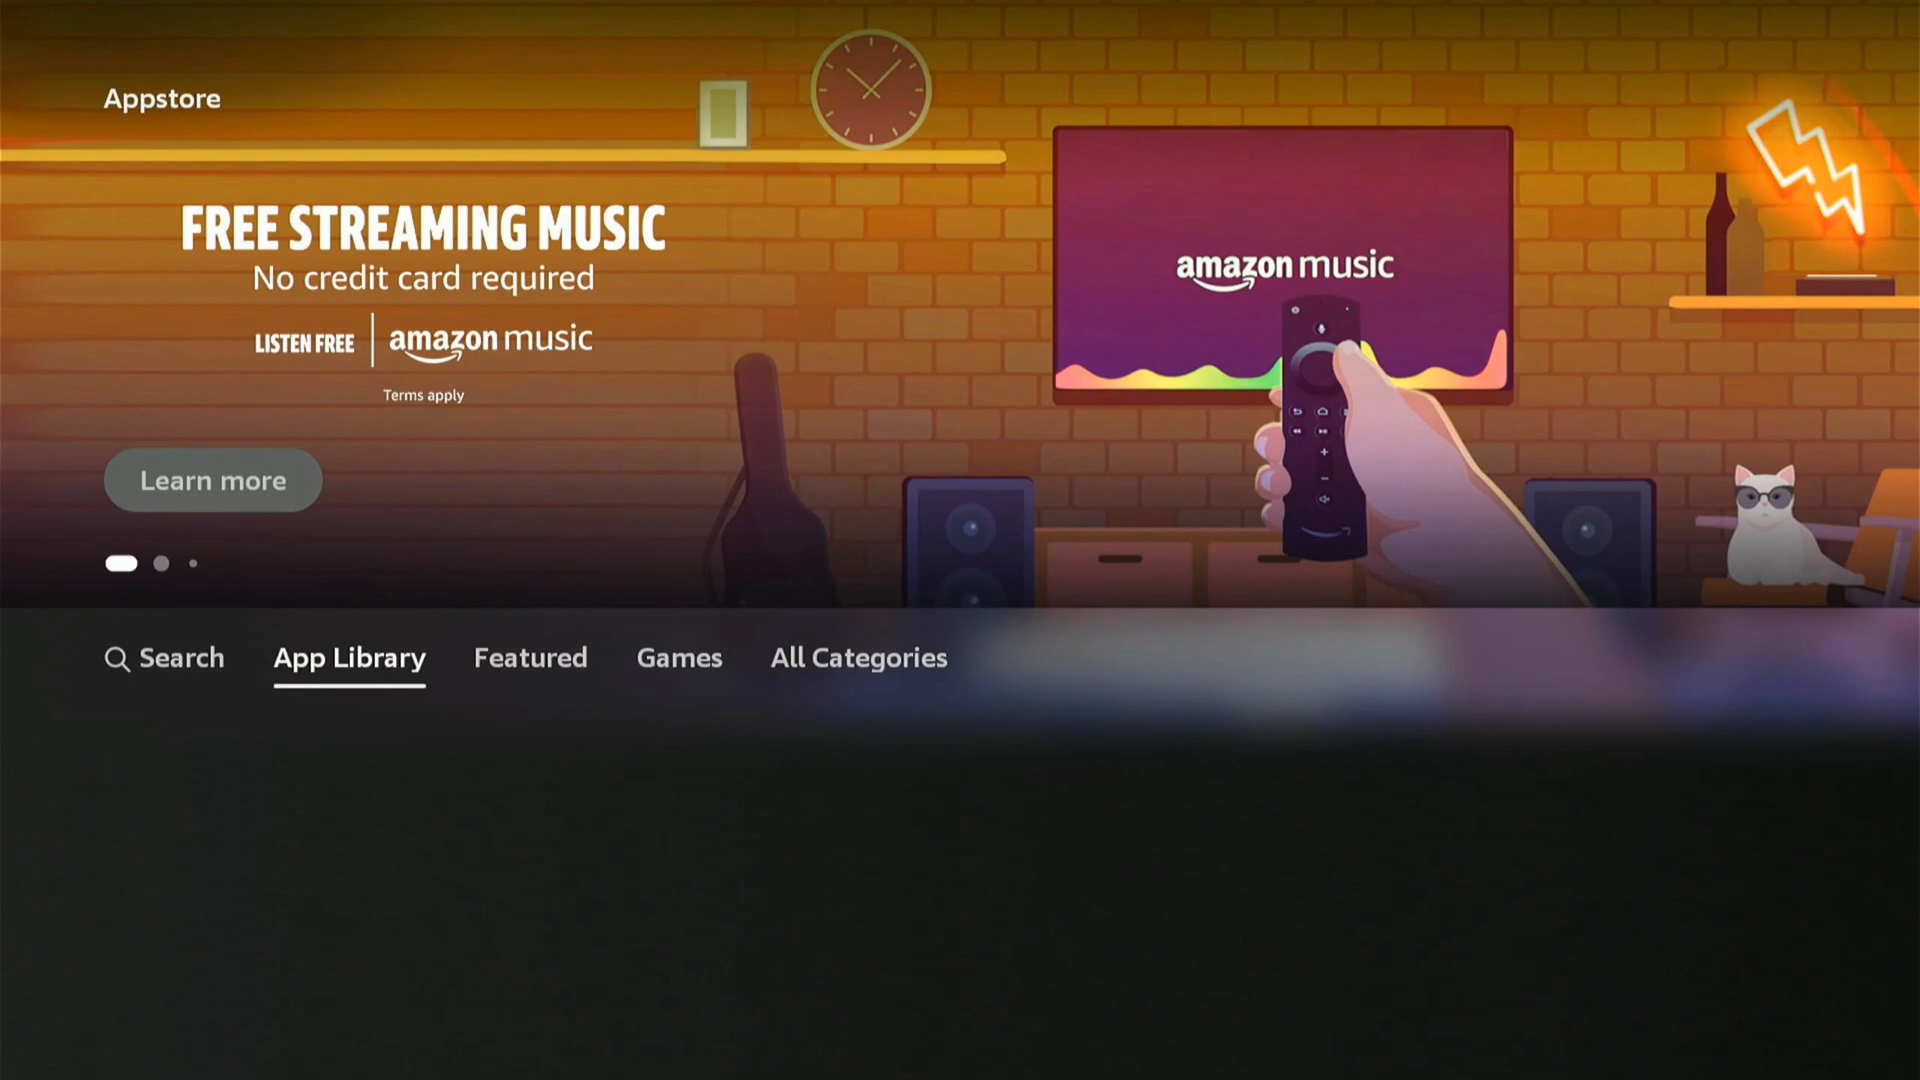 Appstore
FREE STREAMING MUSIC
No credit card required
LISTEN FREE | amazon music
Terms apply
Learn more
amazon music
Search
App Library
Featured
Games
All Categories